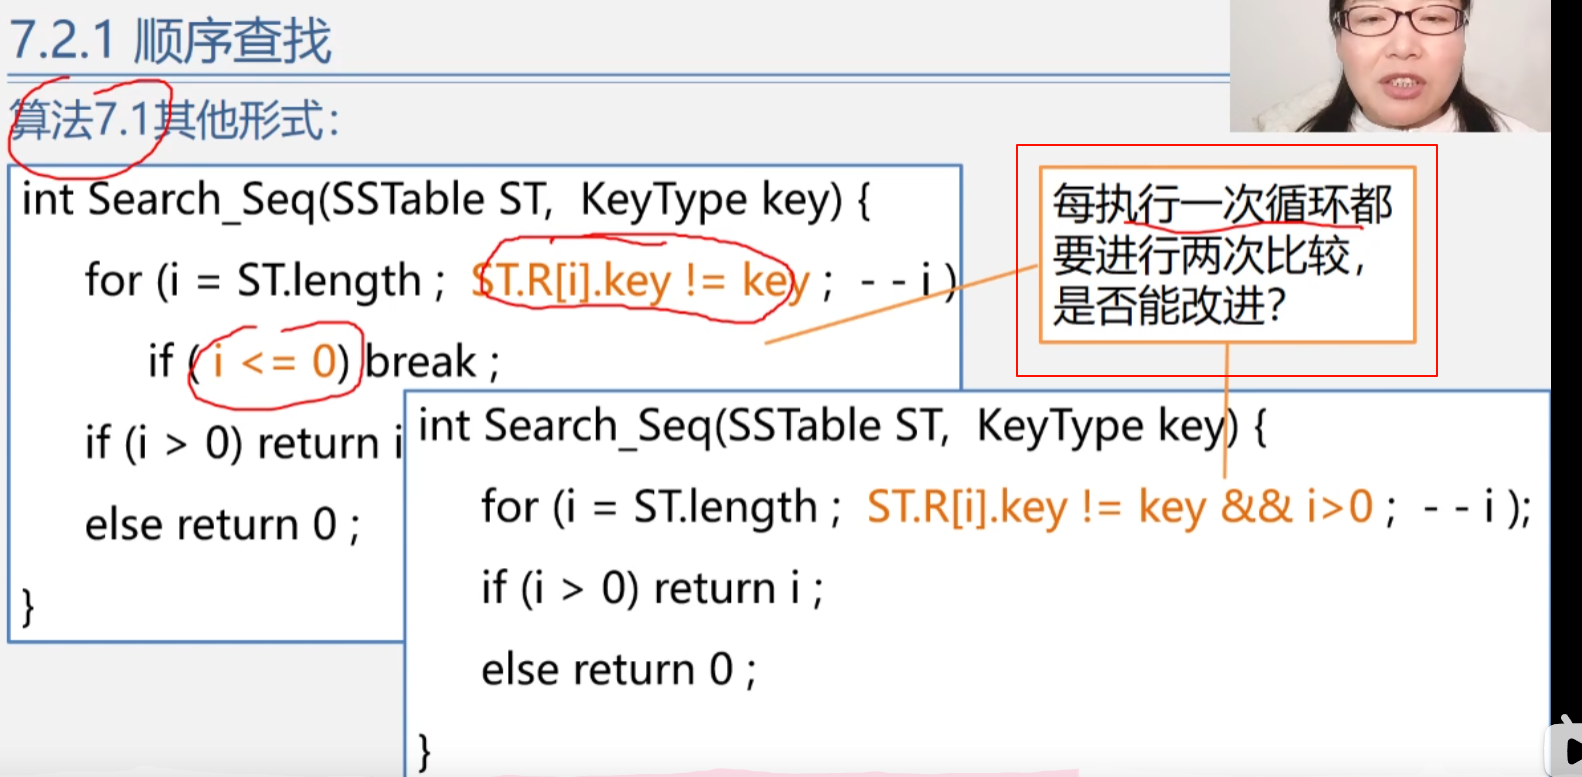 7.2.1 顺序查找
算法7.1其他形式：
int Search_Seq(SSTable ST, KeyType key) {
for (i = ST.length ; ST.R[i].key != key ; - - i )
if ( i <= 0) break ;
if (i > 0) return i
else return 0 ;
}
每执行一次循环都
要进行两次比较，
是否能改进？
int Search_Seq(SSTable ST, KeyType key) {
for (i = ST.length ; ST.R[i].key != key && i>0 ; - - i );
if (i > 0) return i ;
else return 0 ;
}